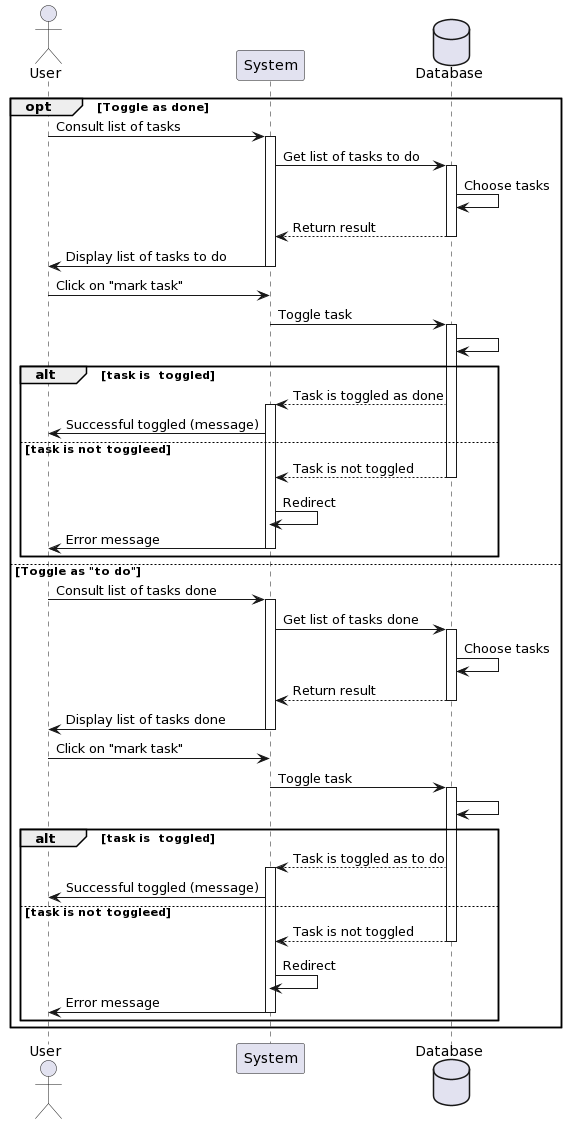 User
System
Database
opt [Toggle as done]
Consult list of tasks
Get list of tasks to do
Choose tasks
Return result
Display list of tasks to do
Click on "mark task"
Toggle task
alt [task is toggled]
Task is toggled as done
Successful toggled (message)
[task is not toggleed]
Task is not toggled
Redirect
Error message
[Toggle as "to do"]
Consult list of tasks done
Get list of tasks done
Choose tasks
Return result
Display list of tasks done
Click on "mark task"
Toggle task
alt [task is toggled]
Task is toggled as to do
Successful toggled (message)
[task is not toggleed]
Task is not toggled
Redirect
Error message
User
System
Database